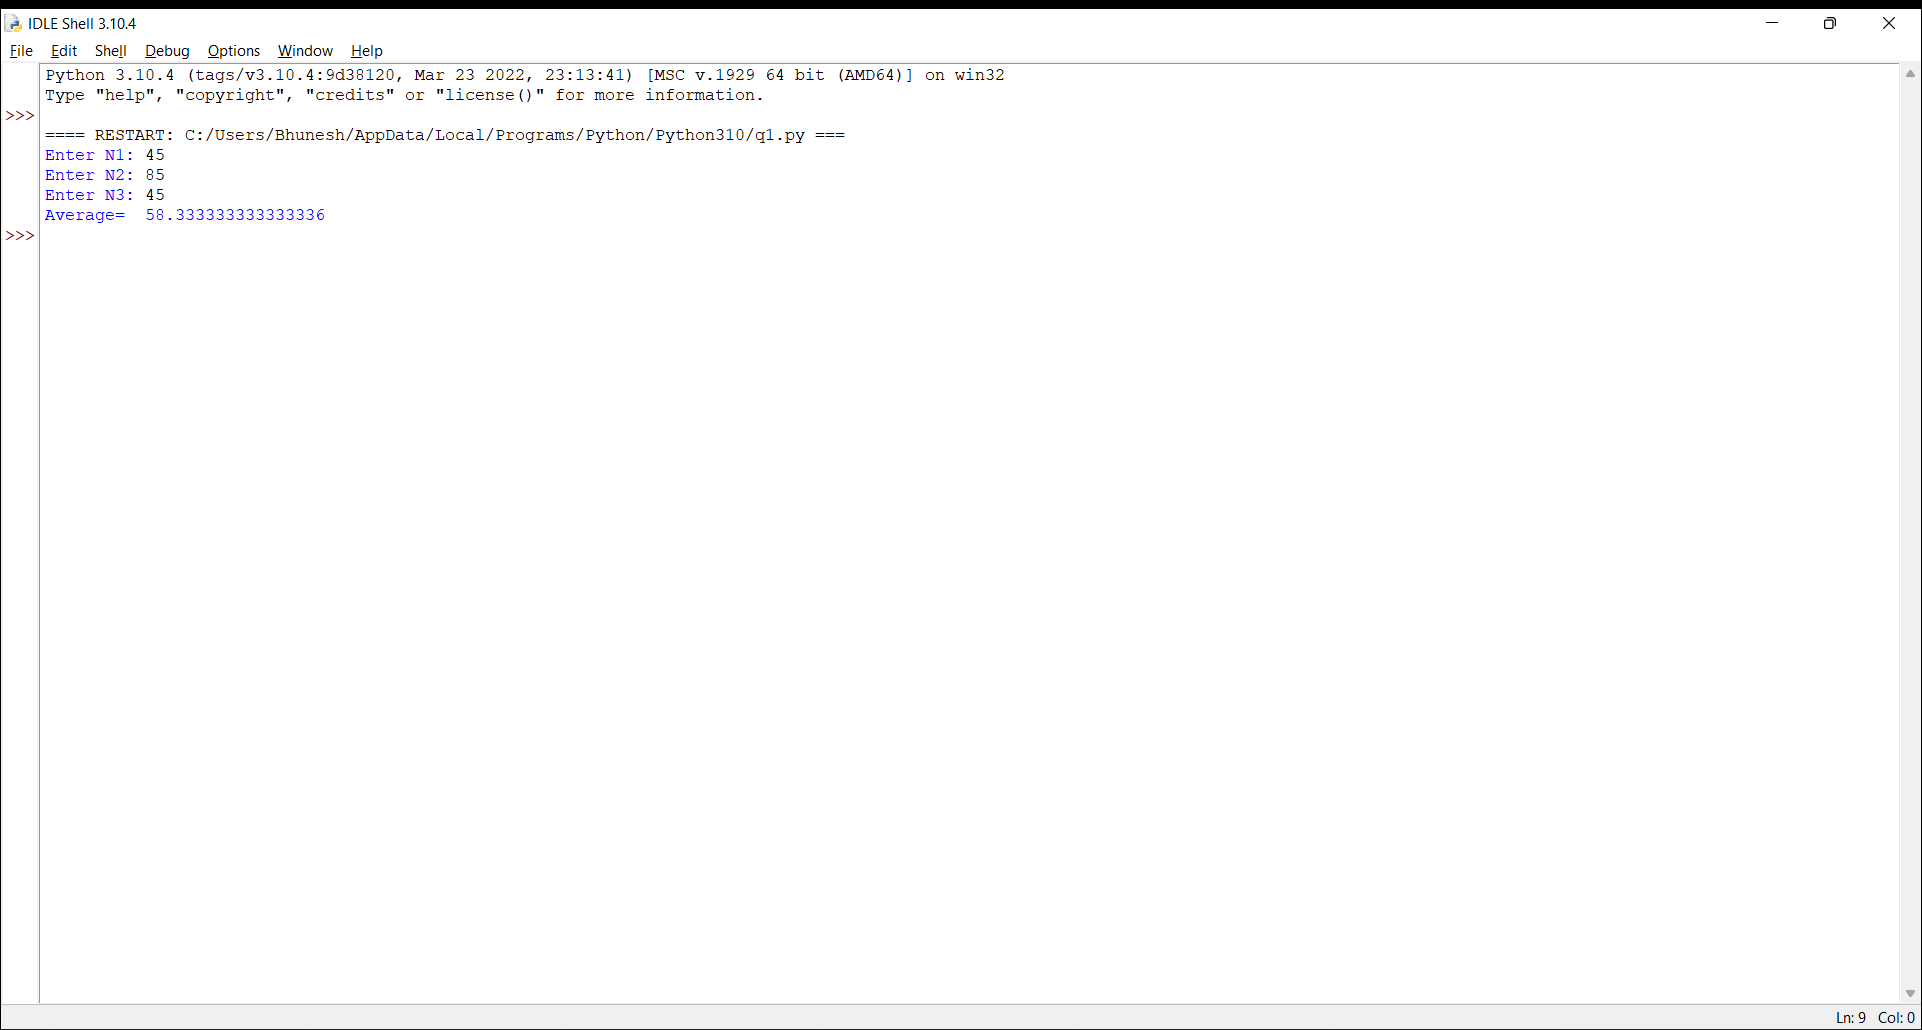 IDLE Shell 3.10.4
File Edit Shell Debug Options Window Help
Python 3.10.4 (tags/v3.10.4:9d38120, Mar 23 2022, 23:13:41) [MSC v.1929 64 bit (AMD64)] on win32
Type "help", "copyright", "credits" or "license()" for more information.
>>>
==== RESTART: C:/Users/Bhunesh/AppData/Local/Programs/Python/Python310/q1.py ===
Enter N1: 45
Enter N2: 85
Enter N3: 45
Average=  58.333333333333336
>>>
Ln: 9 Col: 0